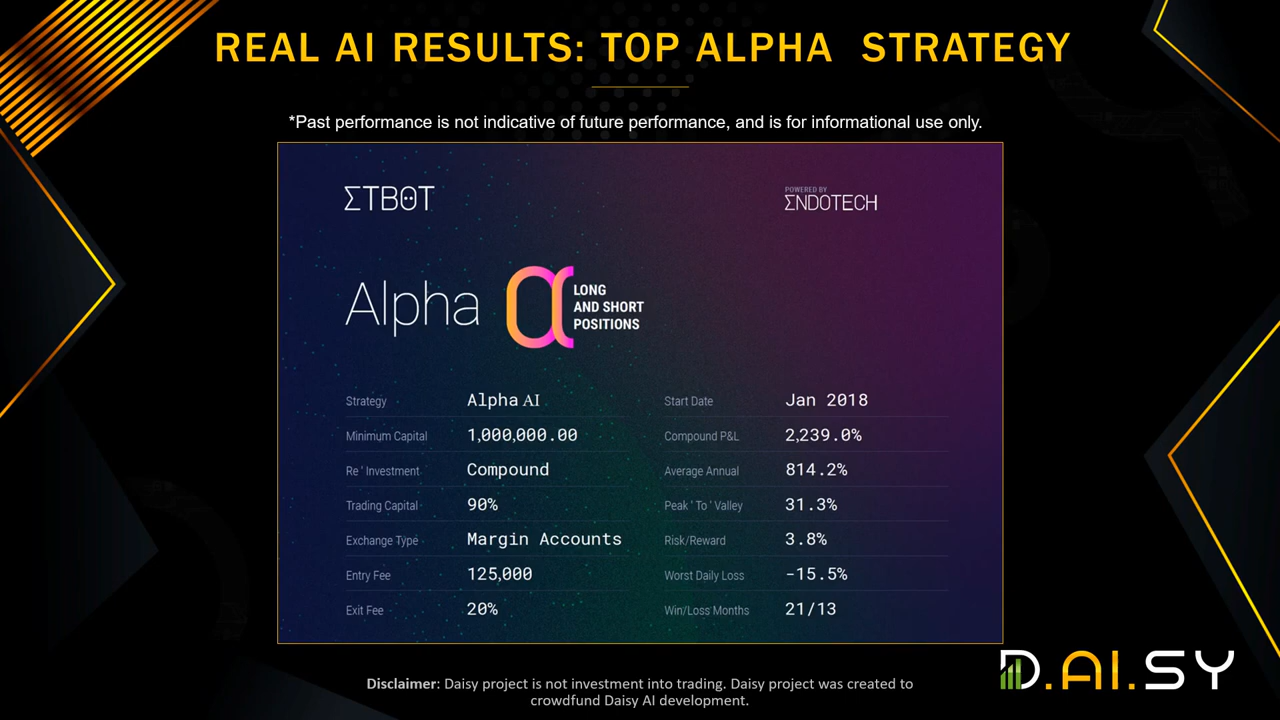 REAL AI RESULTS: TOP ALPHA STRATEGY
*Past performance is not indicative of future performance, and is for informational use only.
ΣTBOT
POWERED BY
ΣNDOTECH
Alpha α LONG
AND SHORT
POSITIONS
Strategy Alpha AI Start Date Jan 2018
Minimum Capital 1,000,000.00 Compound P&L 2,239.0%
Re ' Investment Compound Average Annual 814.2%
Trading Capital 90% Peak ' To ' Valley 31.3%
Exchange Type Margin Accounts Risk/Reward 3.8%
Entry Fee 125,000 Worst Daily Loss -15.5%
Exit Fee 20% Win/Loss Months 21/13
D.AI.SY
Disclaimer: Daisy project is not investment into trading. Daisy project was created to
crowdfund Daisy AI development.